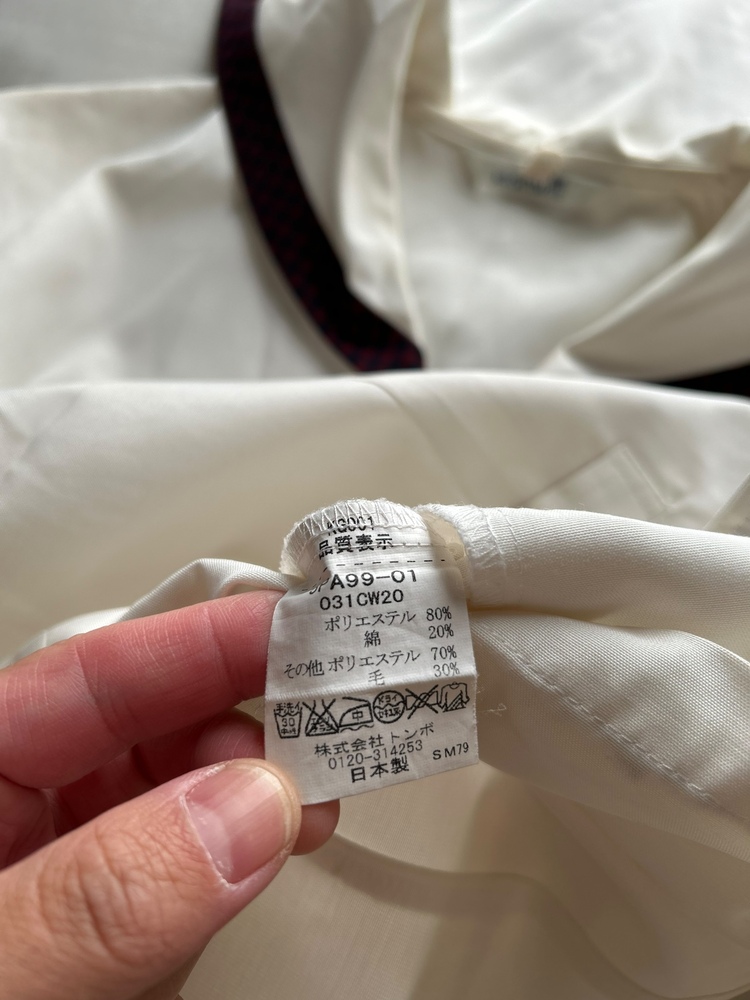 品質表示
A99-01
031CW20
ポリエステル 80%
綿 20%
その他 ポリエステル 70%
毛 30%
株式会社トンボ
0120-314253
日本製 SM79